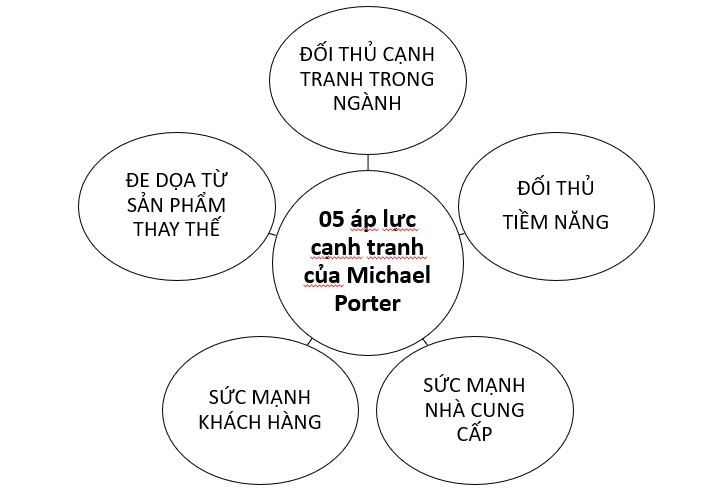 ĐỐI THỦ CẠNH
TRANH TRONG
NGÀNH
ĐE DỌA TỪ
SẢN PHẨM
THAY THẾ
ĐỐI THỦ
TIỀM NĂNG
05 áp lực
cạnh tranh
của Michael
Porter
SỨC MẠNH
KHÁCH HÀNG
SỨC MẠNH
NHÀ CUNG
CẤP